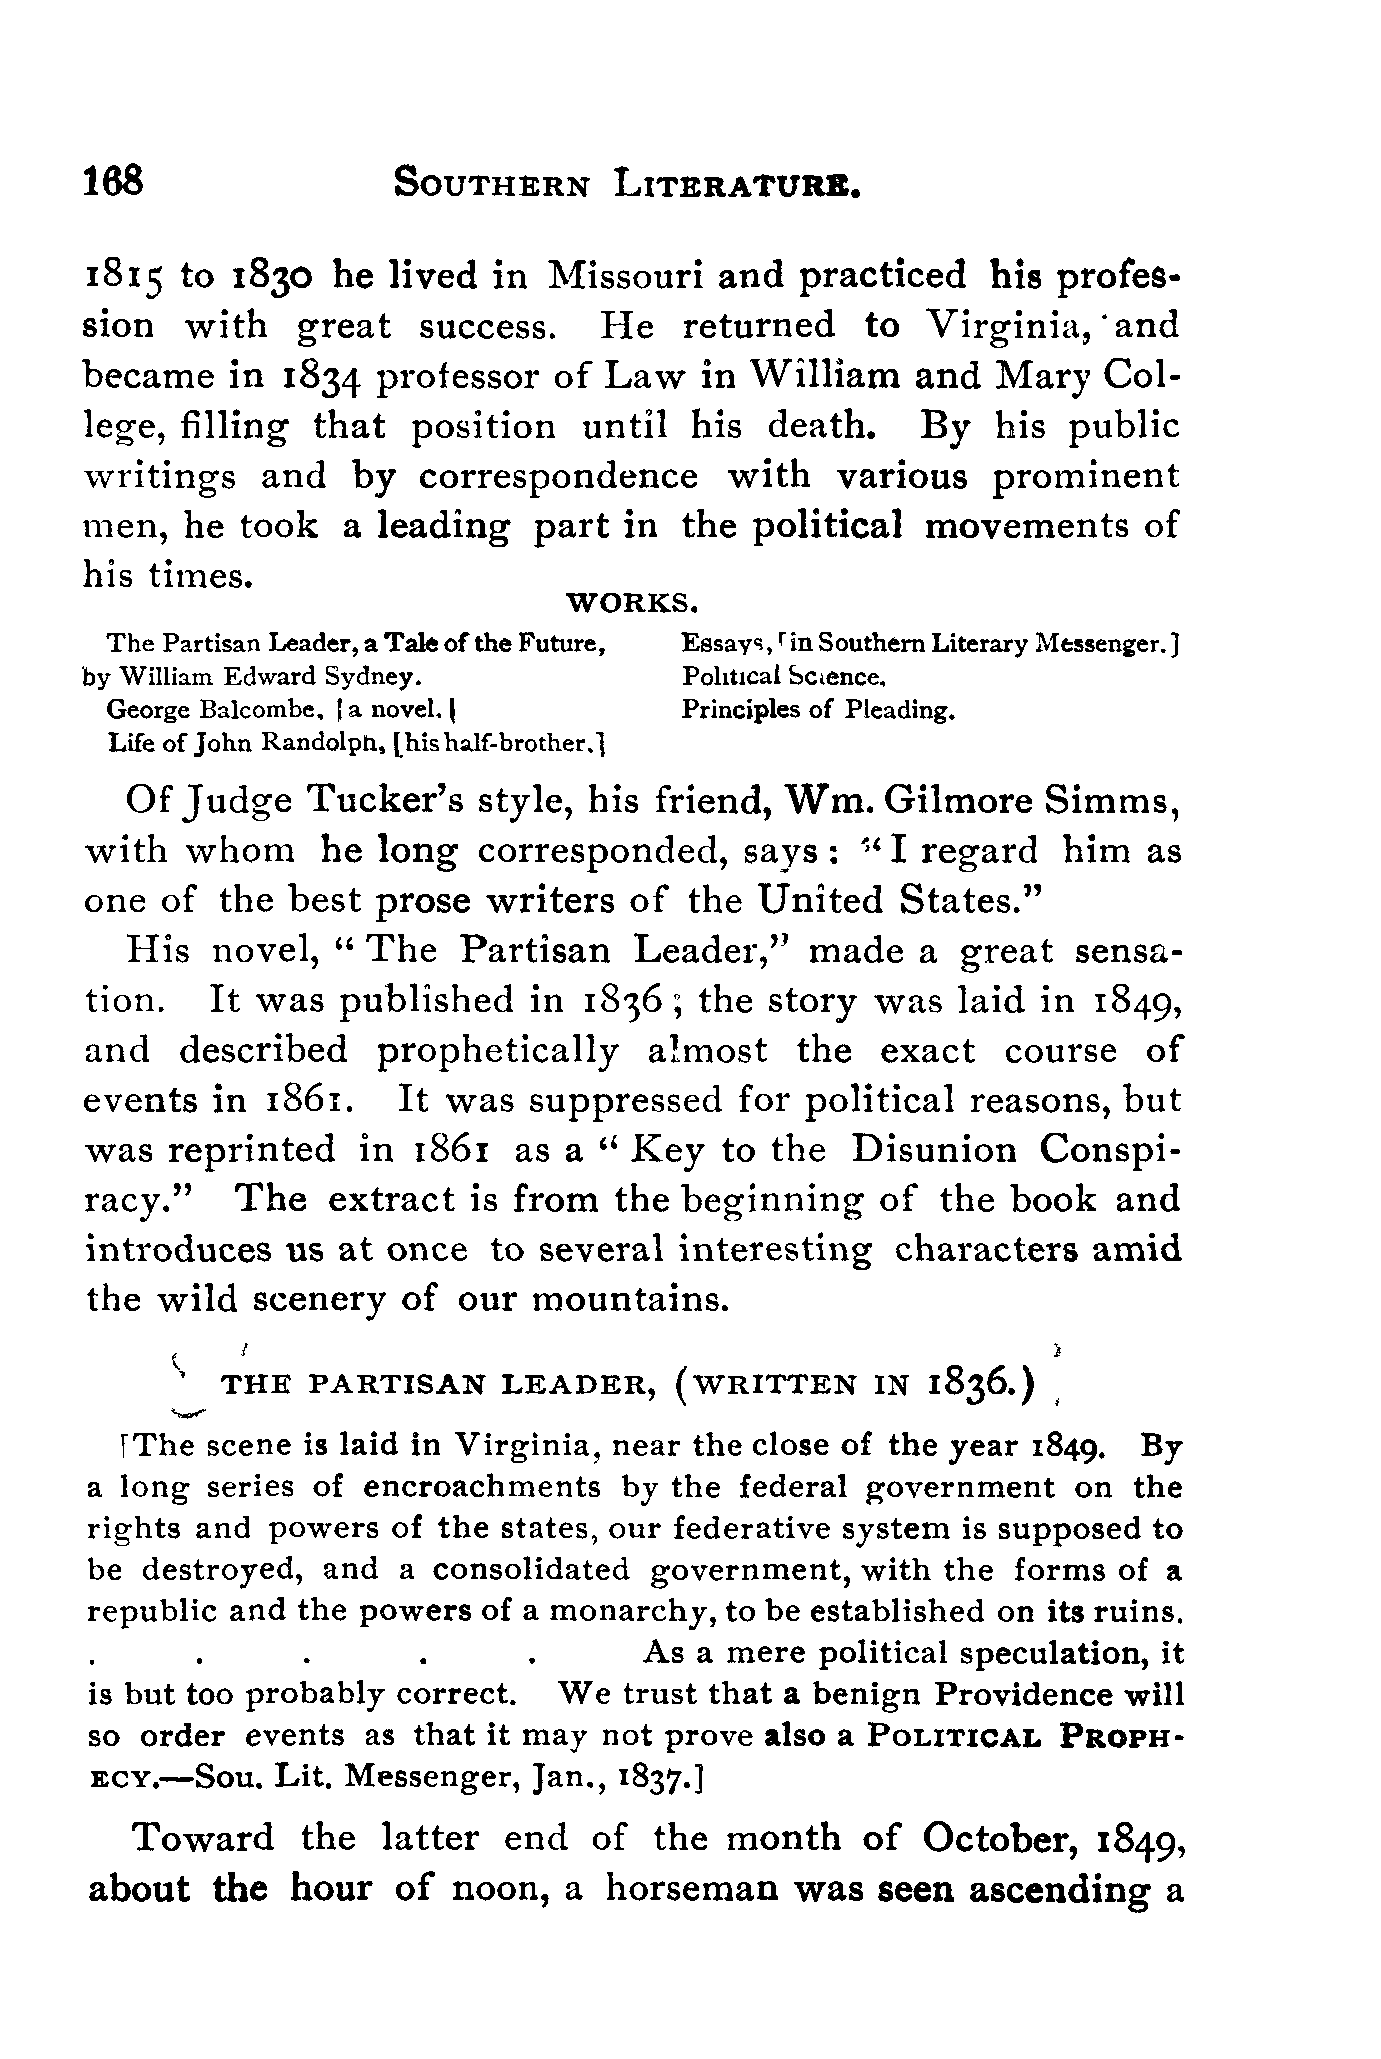 168 SOUTHERN LITERATURE.
1815 to 1830 he lived in Missouri and practiced his profes-
sion with great success. He returned to Virginia, and
became in 1834 professor of Law in William and Mary Col-
lege, filling that position until his death. By his public
writings and by correspondence with various prominent
men, he took a leading part in the political movements of
his times.
WORKS.
The Partisan Leader, a Tale of the Future,
by William Edward Sydney.
George Balcombe, [a novel.]
Life of John Randolph, [his half-brother.]
Essays, [in Southern Literary Messenger.]
Political Science,
Principles of Pleading.
Of Judge Tucker's style, his friend, Wm. Gilmore Simms,
with whom he long corresponded, says : "I regard him as
one of the best prose writers of the United States."
His novel, "The Partisan Leader," made a great sensa-
tion. It was published in 1836 ; the story was laid in 1849,
and described prophetically almost the exact course of
events in 1861. It was suppressed for political reasons, but
was reprinted in 1861 as a "Key to the Disunion Conspi-
racy." The extract is from the beginning of the book and
introduces us at once to several interesting characters amid
the wild scenery of our mountains.
THE PARTISAN LEADER, (WRITTEN IN 1836.)
[The scene is laid in Virginia, near the close of the year 1849. By
a long series of encroachments by the federal government on the
rights and powers of the states, our federative system is supposed to
be destroyed, and a consolidated government, with the forms of a
republic and the powers of a monarchy, to be established on its ruins.
. . . . . As a mere political speculation, it
is but too probably correct. We trust that a benign Providence will
so order events as that it may not prove also a POLITICAL PROPH-
ECY.—Sou. Lit. Messenger, Jan., 1837.]
Toward the latter end of the month of October, 1849,
about the hour of noon, a horseman was seen ascending a